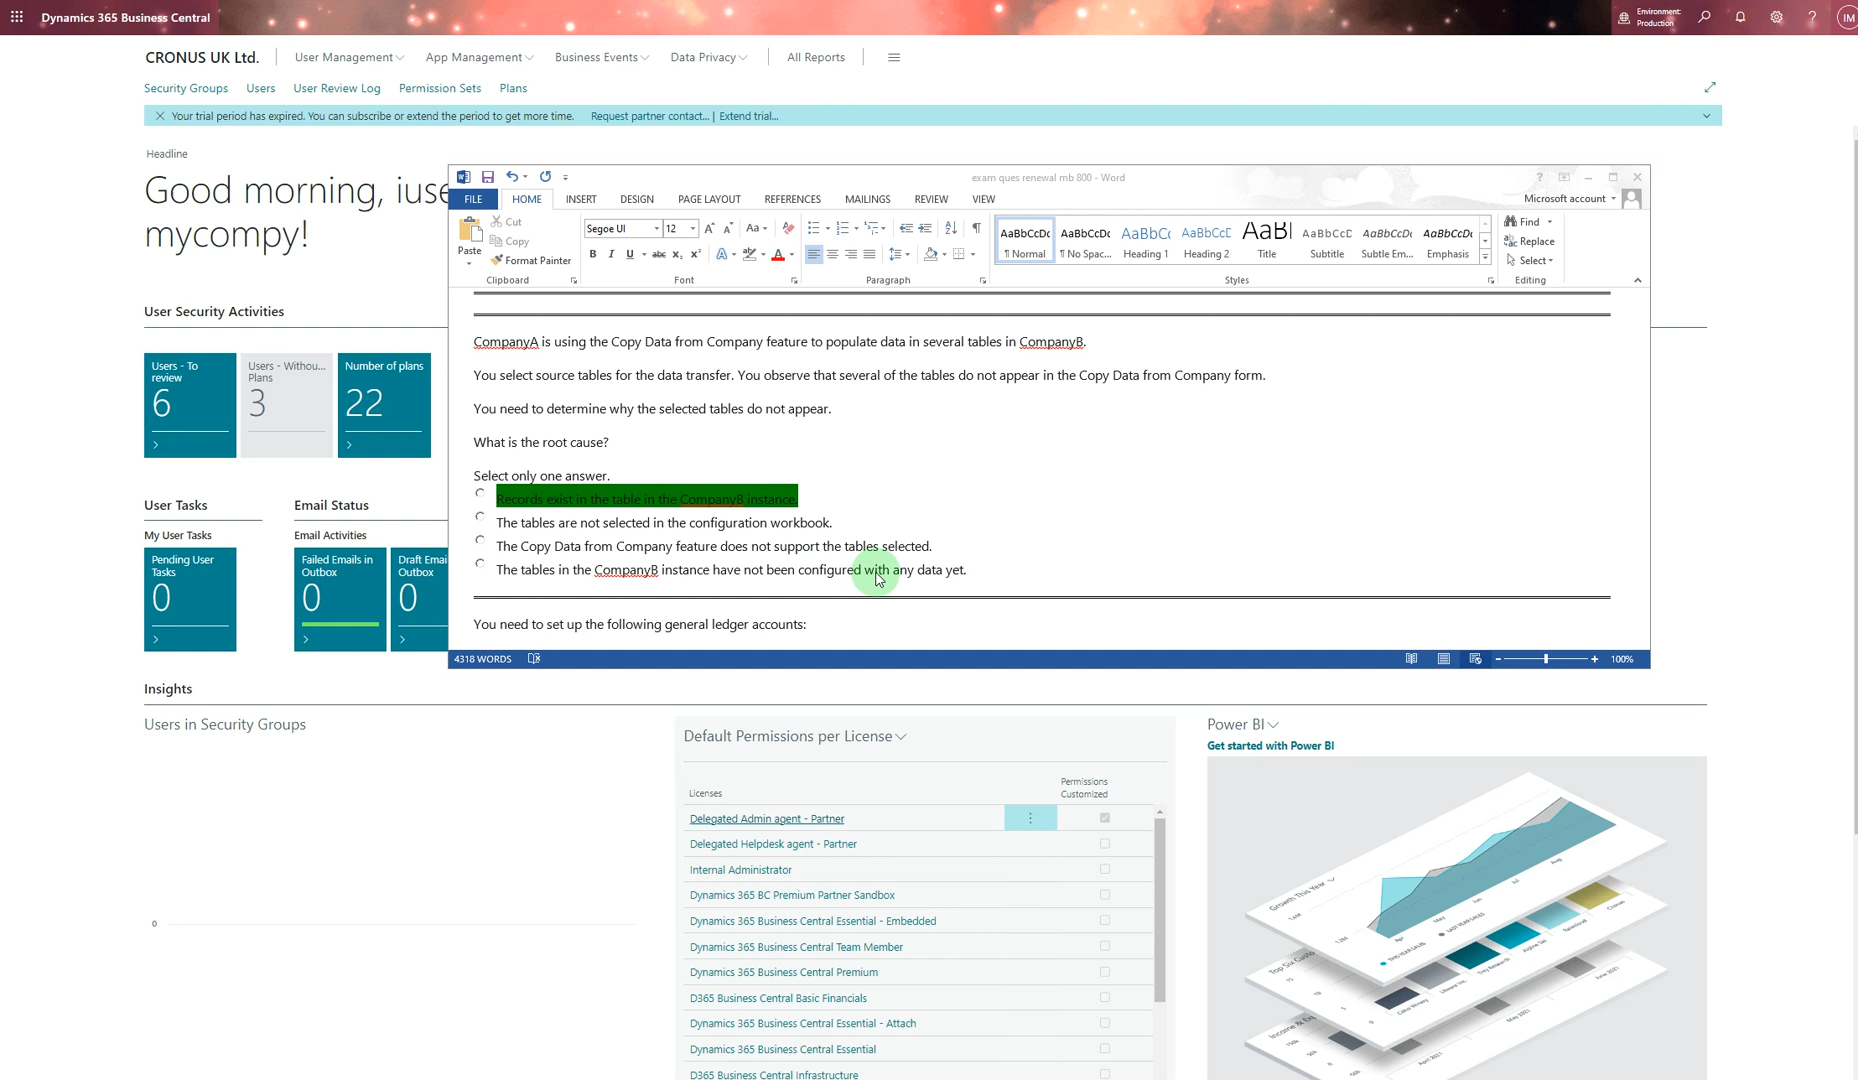 Dynamics 365 Business Central
Environment:
Production
IM
CRONUS UK Ltd.
User Management
App Management
Business Events
Data Privacy
All Reports
Security Groups
Users
User Review Log
Permission Sets
Plans
Your trial period has expired. You can subscribe or extend the period to get more time. Request partner contact... | Extend trial...
Headline
Good morning, iuse
mycompy!
exam ques renewal mb 800 - Word
FILE
HOME
INSERT
DESIGN
PAGE LAYOUT
REFERENCES
MAILINGS
REVIEW
VIEW
Microsoft account
Paste
Cut
Copy
Format Painter
Clipboard
Segoe UI
12
Font
Paragraph
AaBbCcDc
¶ Normal
AaBbCcDc
¶ No Spac...
AaBbCc
Heading 1
AaBbCcD
Heading 2
AaBl
Title
AaBbCcD
Subtitle
AaBbCcDc
Subtle Em...
AaBbCcDc
Emphasis
Styles
Find
Replace
Select
Editing
CompanyA is using the Copy Data from Company feature to populate data in several tables in CompanyB.
You select source tables for the data transfer. You observe that several of the tables do not appear in the Copy Data from Company form.
You need to determine why the selected tables do not appear.
What is the root cause?
Select only one answer.
Records exist in the table in the CompanyB instance.
The tables are not selected in the configuration workbook.
The Copy Data from Company feature does not support the tables selected.
The tables in the CompanyB instance have not been configured with any data yet.
You need to set up the following general ledger accounts:
4318 WORDS
100%
User Security Activities
Users - To
review
6
Users - Withou...
Plans
3
Number of plans
22
User Tasks
My User Tasks
Pending User
Tasks
0
Email Status
Email Activities
Failed Emails in
Outbox
0
Draft Emai
Outbox
0
Insights
Users in Security Groups
0
Default Permissions per License
Licenses
Permissions
Customized
Delegated Admin agent - Partner
Delegated Helpdesk agent - Partner
Internal Administrator
Dynamics 365 BC Premium Partner Sandbox
Dynamics 365 Business Central Essential - Embedded
Dynamics 365 Business Central Team Member
Dynamics 365 Business Central Premium
D365 Business Central Basic Financials
Dynamics 365 Business Central Essential - Attach
Dynamics 365 Business Central Essential
D365 Business Central Infrastructure
Power BI
Get started with Power BI
Growth This Year